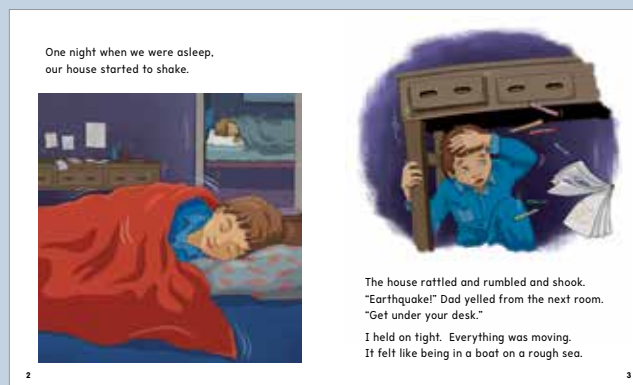 One night when we were asleep,
our house started to shake.
2
The house rattled and rumbled and shook.
“Earthquake!” Dad yelled from the next room.
“Get under your desk.”
I held on tight.  Everything was moving.
It felt like being in a boat on a rough sea.
3